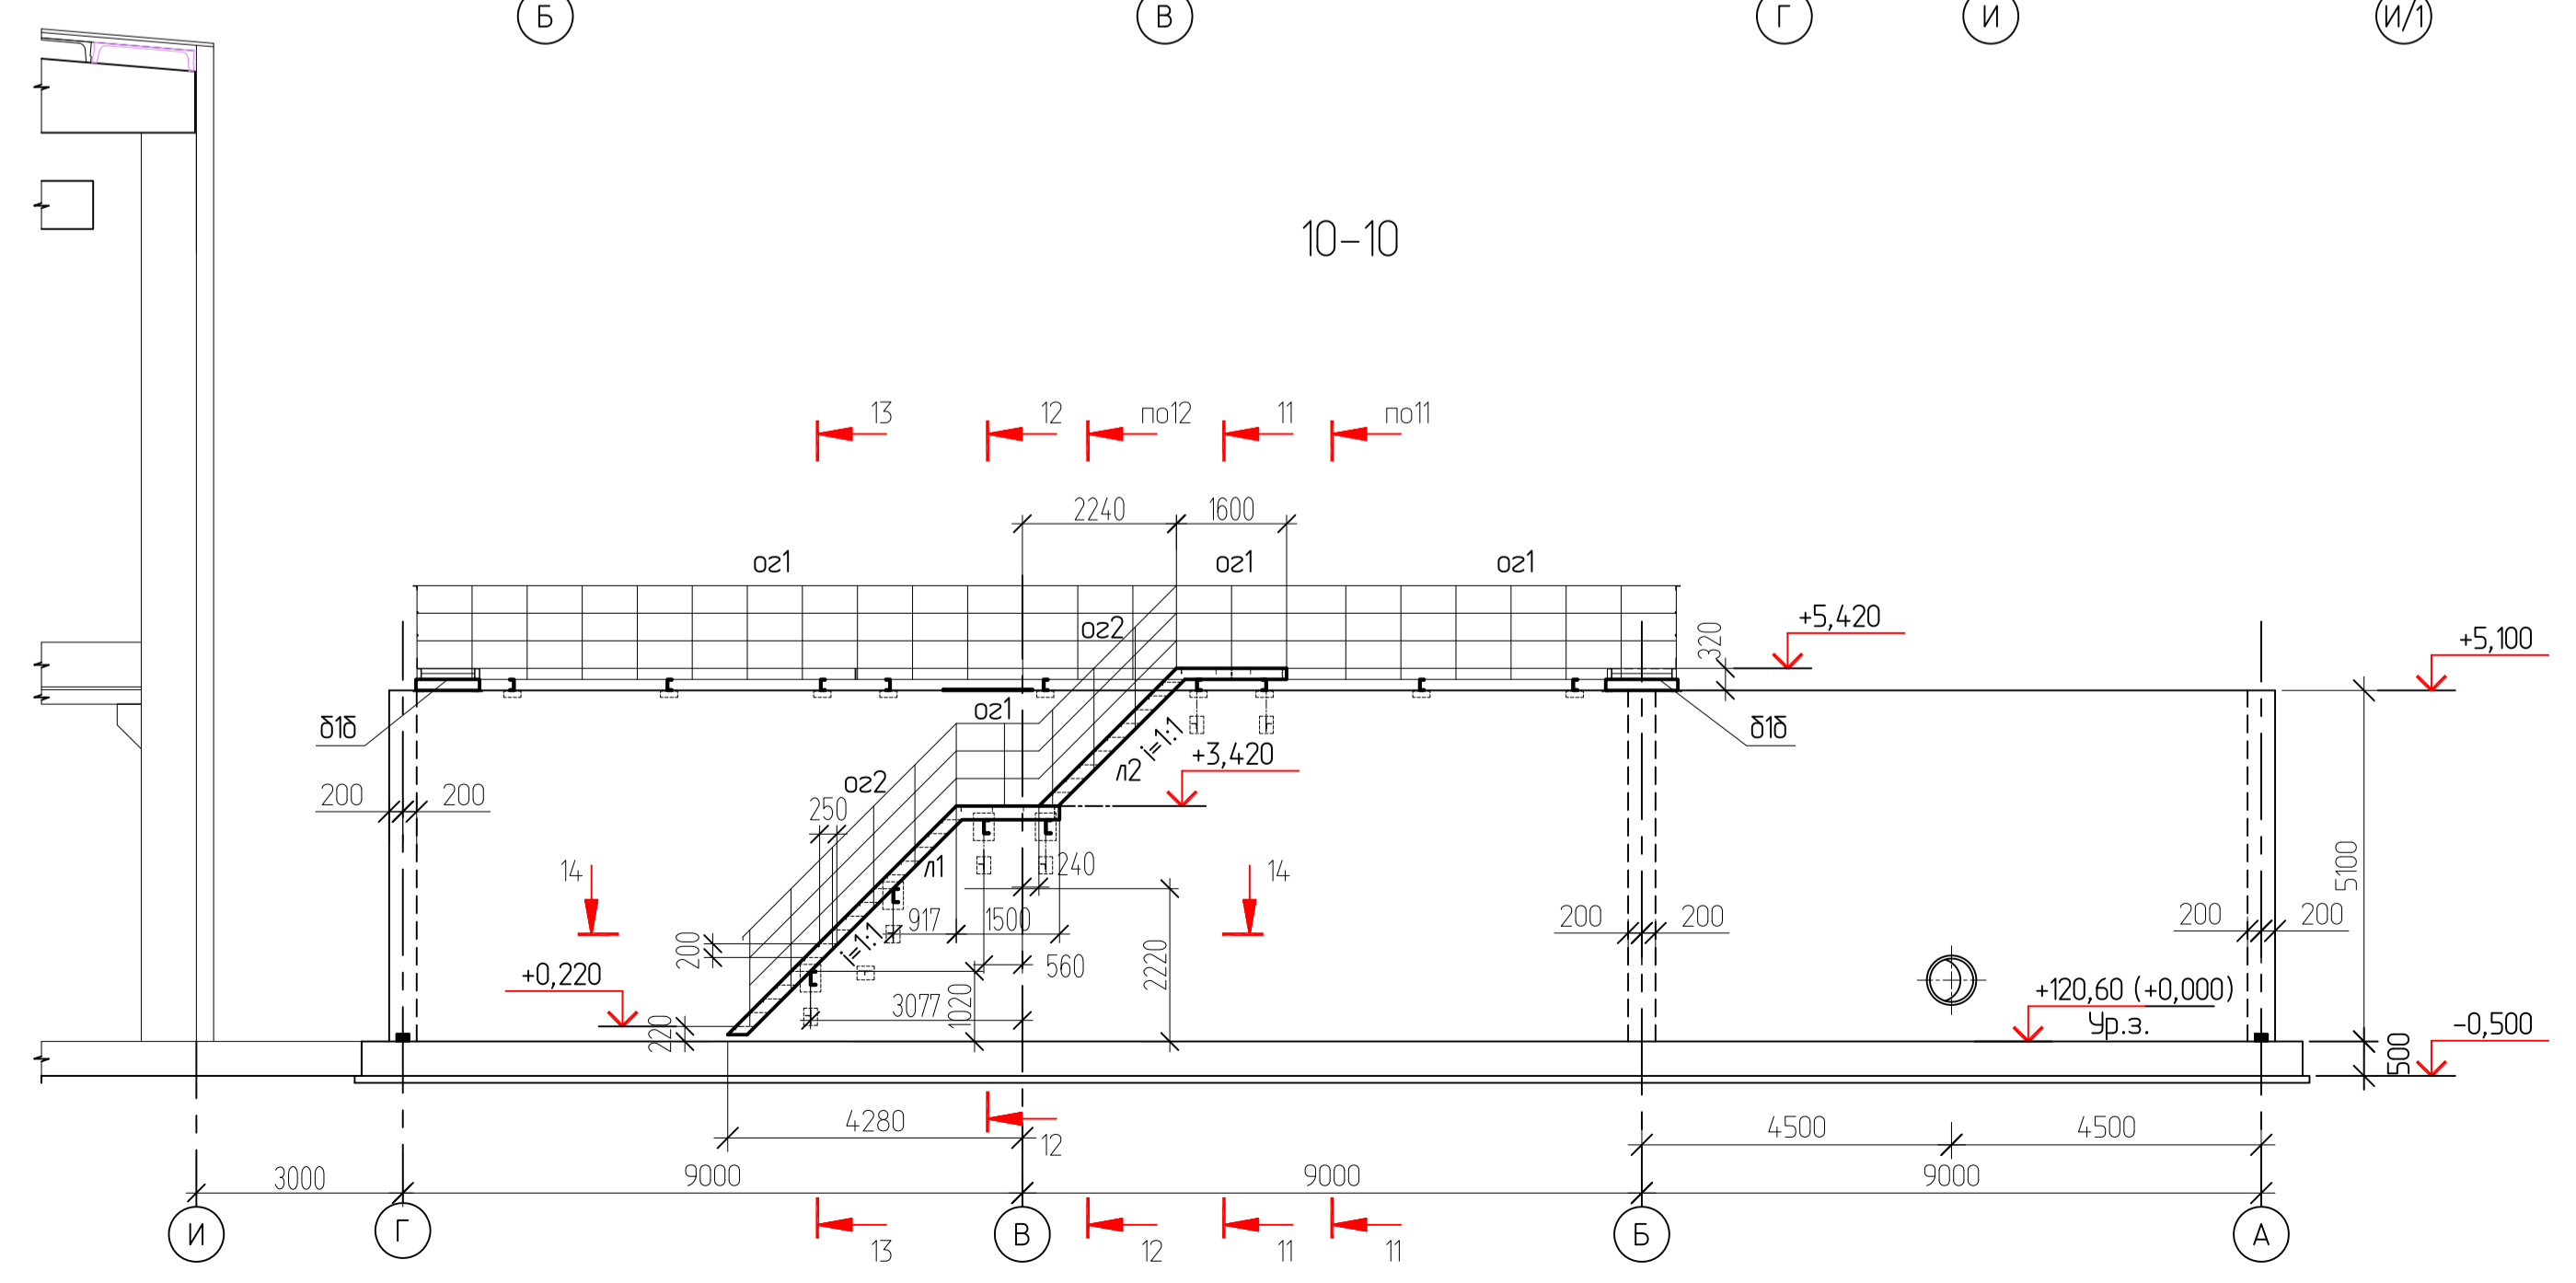 Б В Г И И/1
10-10
13 12 по12 11 по11
2240 1600
ог1 ог1 ог1
+5,420
320
+5,100
ог2
ог1
δ1δ
δ1δ
i=1:1
л2
+3,420
200 200
ог2
250
л1
240
14 14
5100
917 1500
200 200
200 200
200
i=1:1
560
2220
+0,220
3077
1020
220
+120,60 (+0,000)
Ур.з.
-0,500
500
4280
12
4500 4500
3000 9000 9000 9000
И Г В Б А
13 12 11 11